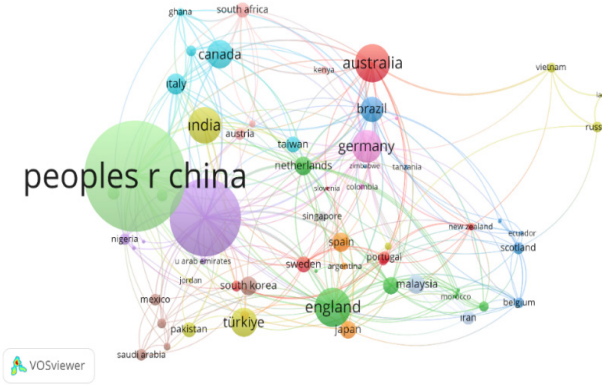 ghana
south africa
canada
australia
kenya
vietnam
italy
brazil
india
russ
austria
taiwan
germany
netherlands
tanzania
zimbabwe
peoples r china
slovenia
colombia
singapore
new zealand
ecuador
nigeria
spain
scotland
u arab emirates
portugal
sweden
argentina
jordan
south korea
malaysia
morocco
mexico
belgium
england
iran
türkiye
pakistan
japan
saudi arabia
VOSviewer